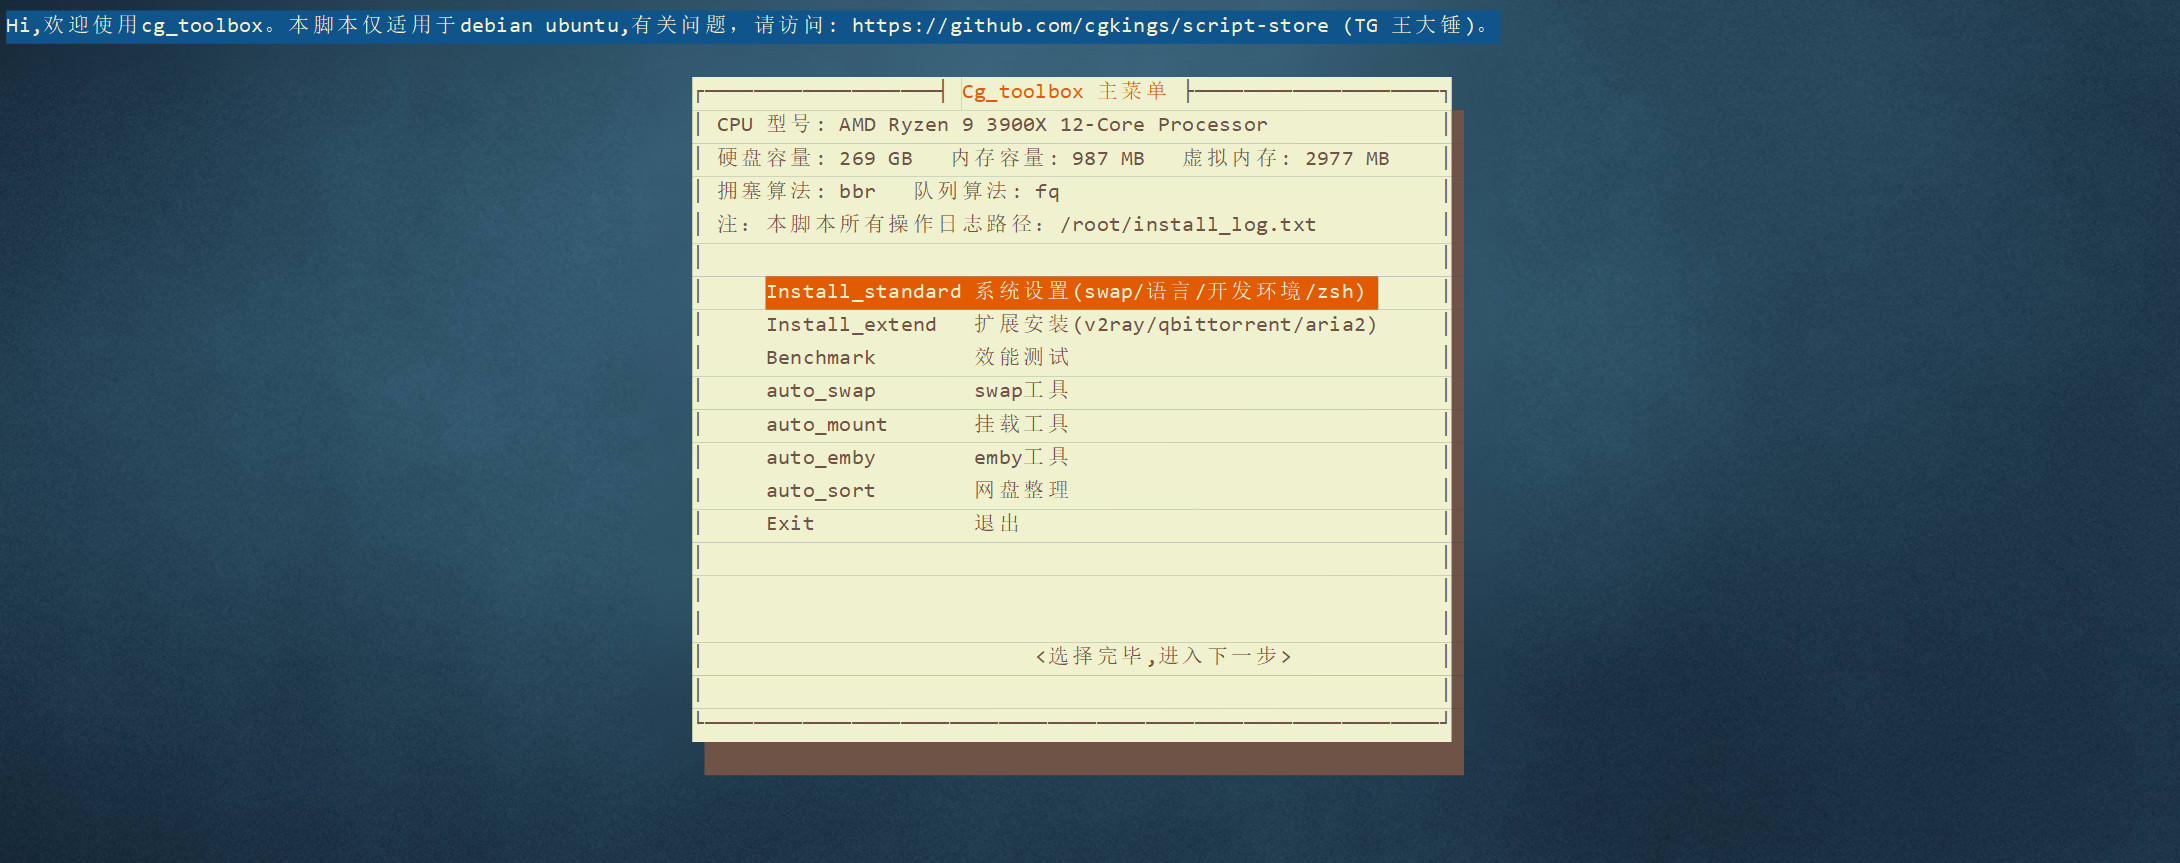 Hi,欢迎使用cg_toolbox。本脚本仅适用于debian ubuntu,有关问题，请访问: https://github.com/cgkings/script-store (TG 王大锤)。
Cg_toolbox 主菜单
CPU 型号: AMD Ryzen 9 3900X 12-Core Processor
硬盘容量: 269 GB 内存容量: 987 MB 虚拟内存: 2977 MB
拥塞算法: bbr 队列算法: fq
注: 本脚本所有操作日志路径: /root/install_log.txt
Install_standard 系统设置(swap/语言/开发环境/zsh)
Install_extend 扩展安装(v2ray/qbittorrent/aria2)
Benchmark 效能测试
auto_swap swap工具
auto_mount 挂载工具
auto_emby emby工具
auto_sort 网盘整理
Exit 退出
<选择完毕,进入下一步>